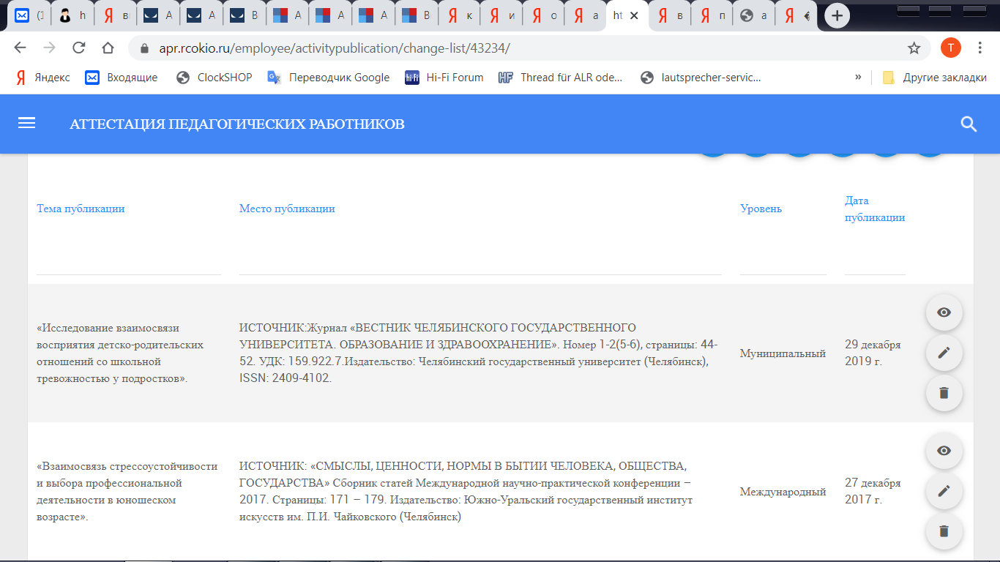 (1
h
в
А
А
В
А
А
А
В
к
и
о
а
ht
в
п
а
apr.rcokio.ru/employee/activitypublication/change-list/43234/
Т
Яндекс
Входящие
ClockSHOP
Переводчик Google
Hi-Fi Forum
Thread für ALR ode...
lautsprecher-servic...
»
Другие закладки
АТТЕСТАЦИЯ ПЕДАГОГИЧЕСКИХ РАБОТНИКОВ
Тема публикации
Место публикации
Уровень
Дата
публикации
«Исследование взаимосвязи
восприятия детско-родительских
отношений со школьной
тревожностью у подростков».
ИСТОЧНИК:Журнал «ВЕСТНИК ЧЕЛЯБИНСКОГО ГОСУДАРСТВЕННОГО
УНИВЕРСИТЕТА. ОБРАЗОВАНИЕ И ЗДРАВООХРАНЕНИЕ». Номер 1-2(5-6), страницы: 44-
52. УДК: 159.922.7.Издательство: Челябинский государственный университет (Челябинск),
ISSN: 2409-4102.
Муниципальный
29 декабря
2019 г.
«Взаимосвязь стрессоустойчивости
и выбора профессиональной
деятельности в юношеском
возрасте».
ИСТОЧНИК: «СМЫСЛЫ, ЦЕННОСТИ, НОРМЫ В БЫТИИ ЧЕЛОВЕКА, ОБЩЕСТВА,
ГОСУДАРСТВА» Сборник статей Международной научно-практической конференции –
2017. Страницы: 171 – 179. Издательство: Южно-Уральский государственный институт
искусств им. П.И. Чайковского (Челябинск)
Международный
27 декабря
2017 г.